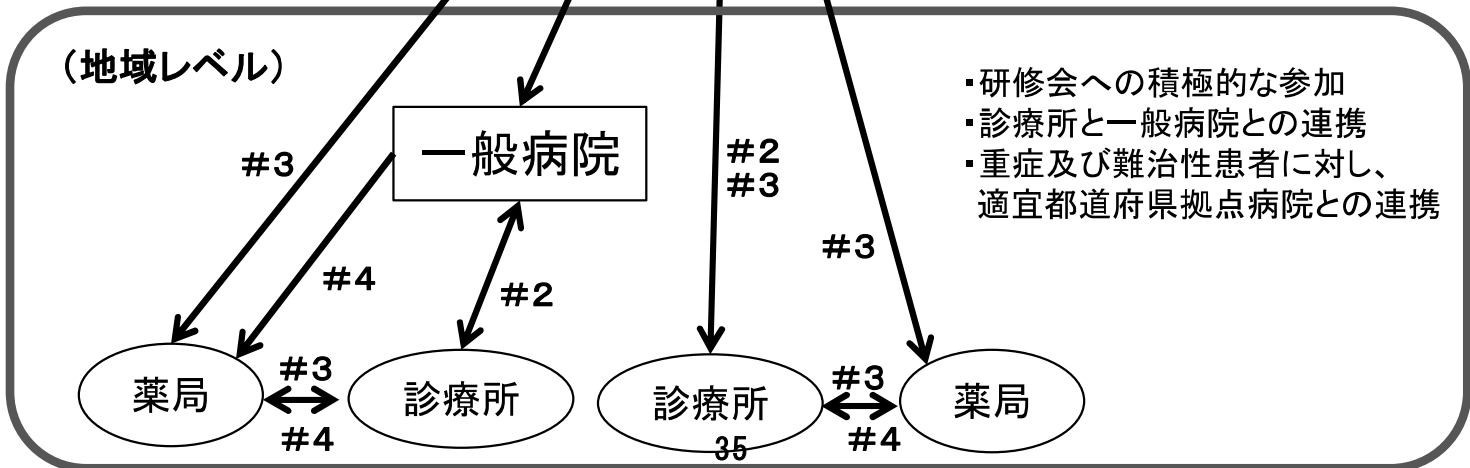 （地域レベル）
・研修会への積極的な参加
・診療所と一般病院との連携
・重症及び難治性患者に対し、
適宜都道府県拠点病院との連携
一般病院
#3
#2
#3
#3
#4
#2
薬局
#3
#4
診療所
診療所
#3
#4
薬局
35